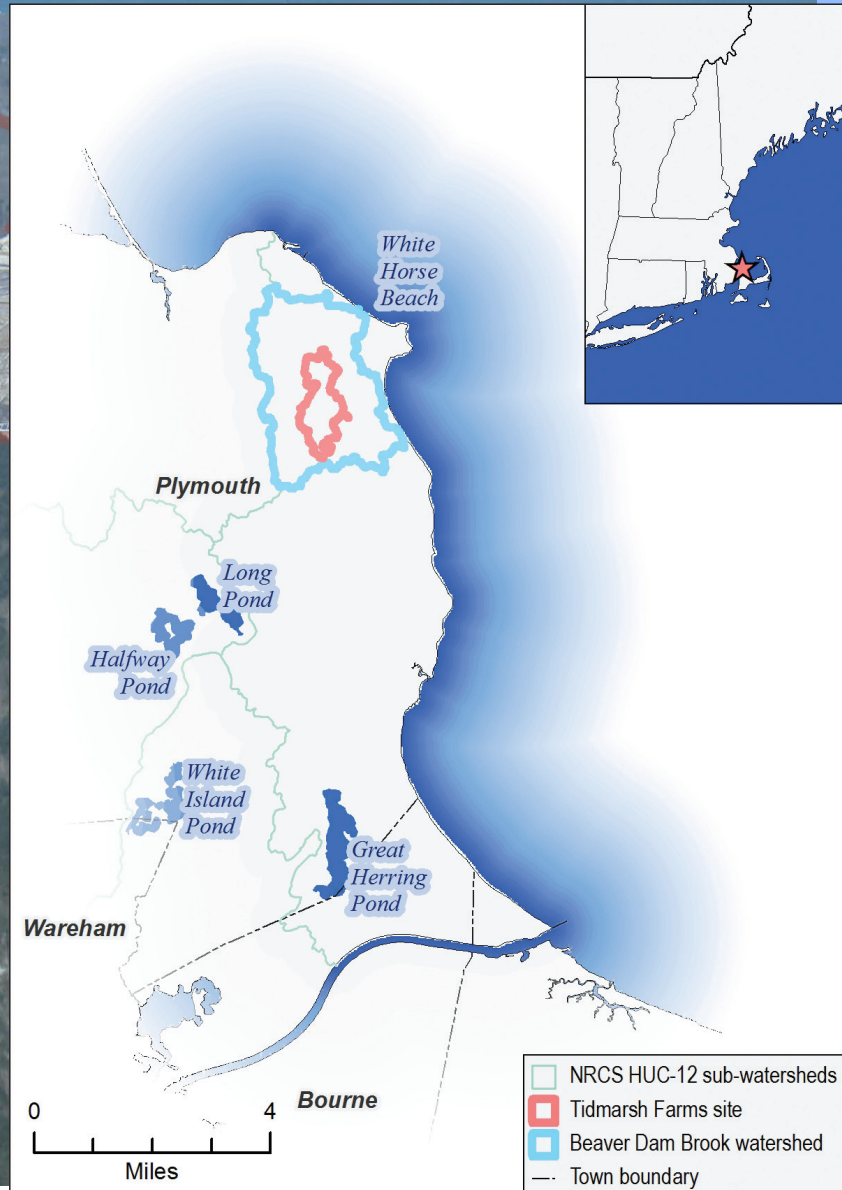 White
Horse
Beach
Plymouth
Long
Pond
Halfway
Pond
White
Island
Pond
Great
Herring
Pond
Wareham
Bourne
0 4
Miles
NRCS HUC-12 sub-watersheds
Tidmarsh Farms site
Beaver Dam Brook watershed
Town boundary